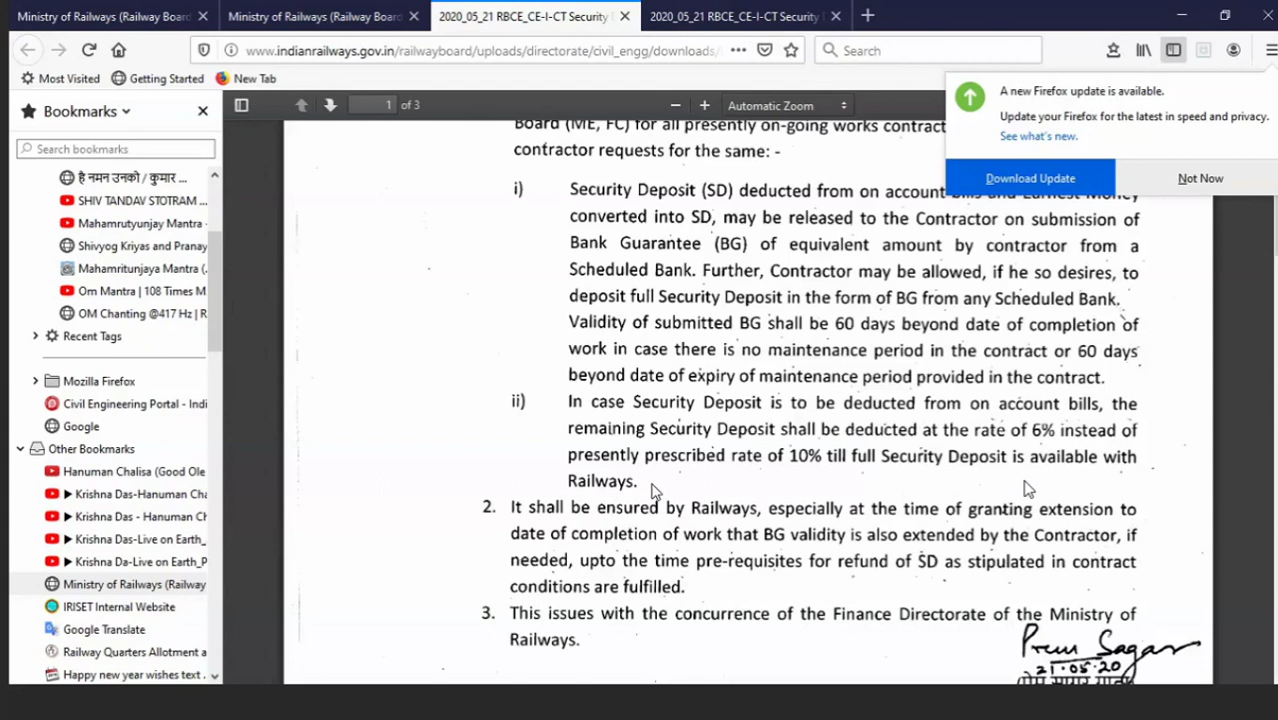 Ministry of Railways (Railway Board
Ministry of Railways (Railway Board
2020_05_21 RBCE_CE-I-CT Security
2020_05_21 RBCE_CE-I-CT Security
www.indianrailways.gov.in/railwayboard/uploads/directorate/civil_engg/downloads/
Search
Most Visited
Getting Started
New Tab
A new Firefox update is available.
Update your Firefox for the latest in speed and privacy.
See what's new.
Download Update
Not Now
Bookmarks
Search bookmarks
है नमन उनको / कुमार ...
SHIV TANDAV STOTRAM ...
Mahamrutyunjay Mantra -
Shivyog Kriyas and Pranay
Mahamritunjaya Mantra (.
Om Mantra | 108 Times M
OM Chanting @417 Hz | R
Recent Tags
Mozilla Firefox
Civil Engineering Portal - Indi
Google
Other Bookmarks
Hanuman Chalisa (Good Ole
▶ Krishna Das-Hanuman Cha
▶ Krishna Das - Hanuman Ch
▶ Krishna Das-Live on Earth_
▶ Krishna Da-Live on Earth_P
Ministry of Railways (Railway
IRISET Internal Website
Google Translate
Railway Quarters Allotment a
Happy new year wishes text .
1 of 3
Automatic Zoom
Board (ME, FC) for all presently on-going works contract
contractor requests for the same: -
i) Security Deposit (SD) deducted from on account bills and Earnest Money
converted into SD, may be released to the Contractor on submission of
Bank Guarantee (BG) of equivalent amount by contractor from a
Scheduled Bank. Further, Contractor may be allowed, if he so desires, to
deposit full Security Deposit in the form of BG from any Scheduled Bank.
Validity of submitted BG shall be 60 days beyond date of completion of
work in case there is no maintenance period in the contract or 60 days
beyond date of expiry of maintenance period provided in the contract.
ii) In case Security Deposit is to be deducted from on account bills, the
remaining Security Deposit shall be deducted at the rate of 6% instead of
presently prescribed rate of 10% till full Security Deposit is available with
Railways.
2. It shall be ensured by Railways, especially at the time of granting extension to
date of completion of work that BG validity is also extended by the Contractor, if
needed, upto the time pre-requisites for refund of SD as stipulated in contract
conditions are fulfilled.
3. This issues with the concurrence of the Finance Directorate of the Ministry of
Railways.
Prem Sagar
21.05.20